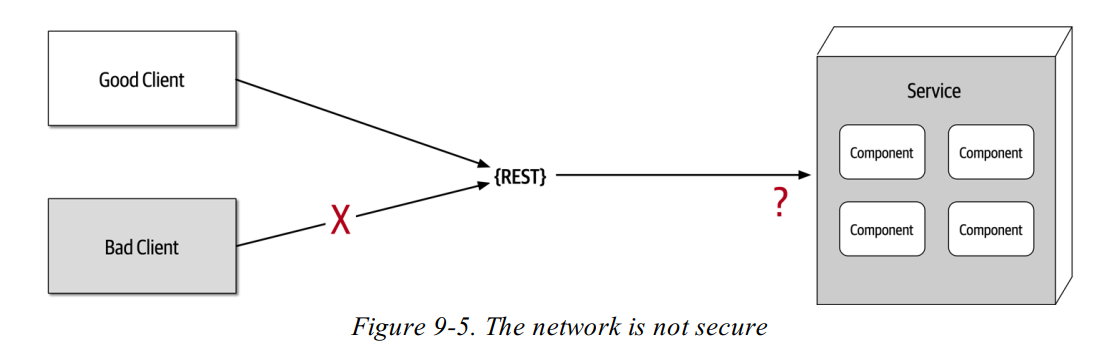 Good Client
Bad Client
X
{REST}
?
Service
Component Component
Component Component
Figure 9-5. The network is not secure